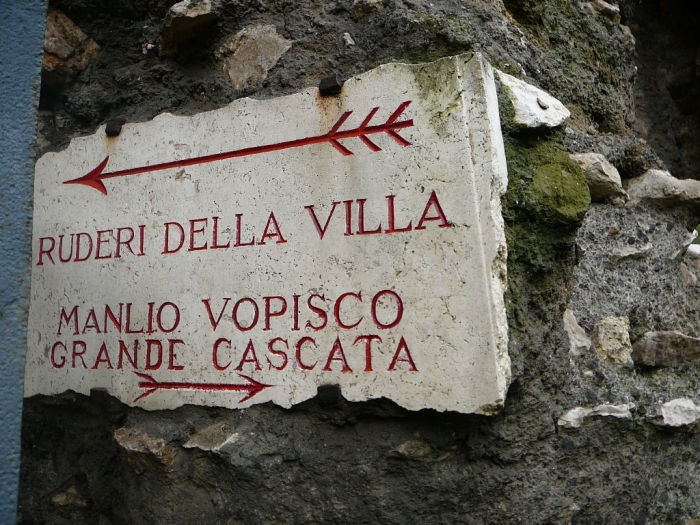 RUDERI DELLA VILLA
MANLIO VOPISCO
GRANDE CASCATA